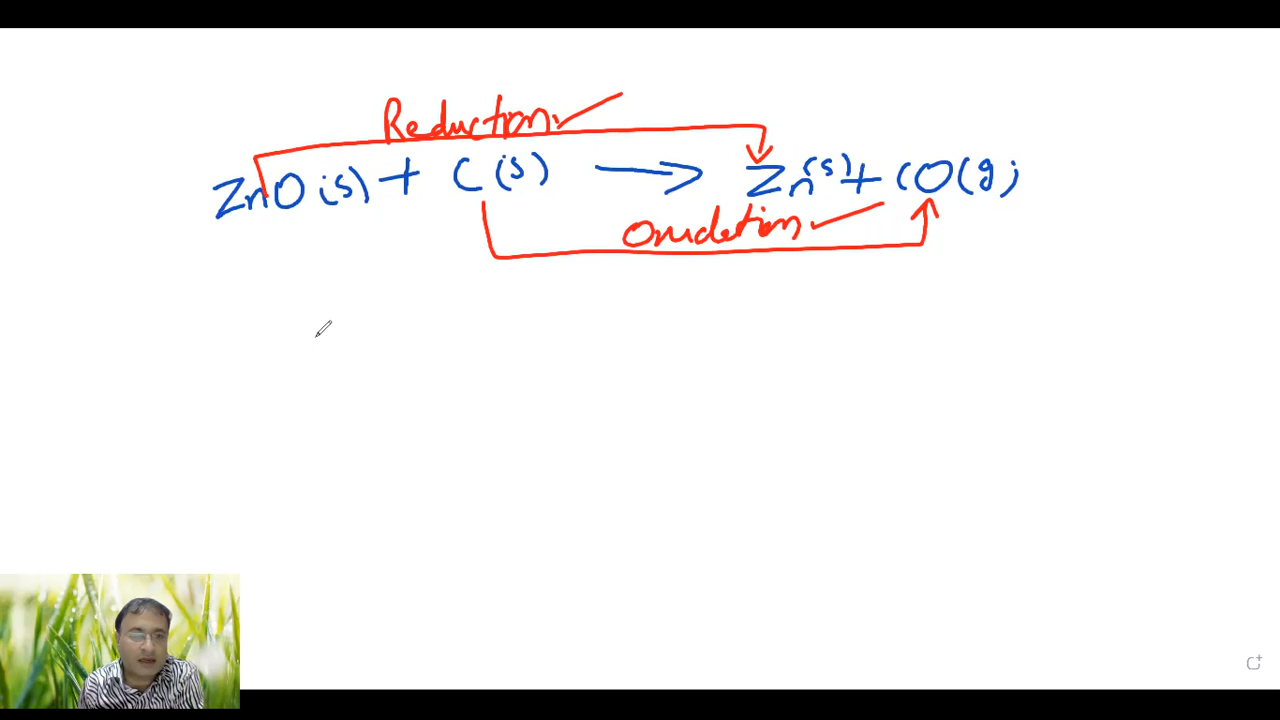 Reduction
ZnO (s) + C (s) → Zn (s) + CO (g)
Oxidation